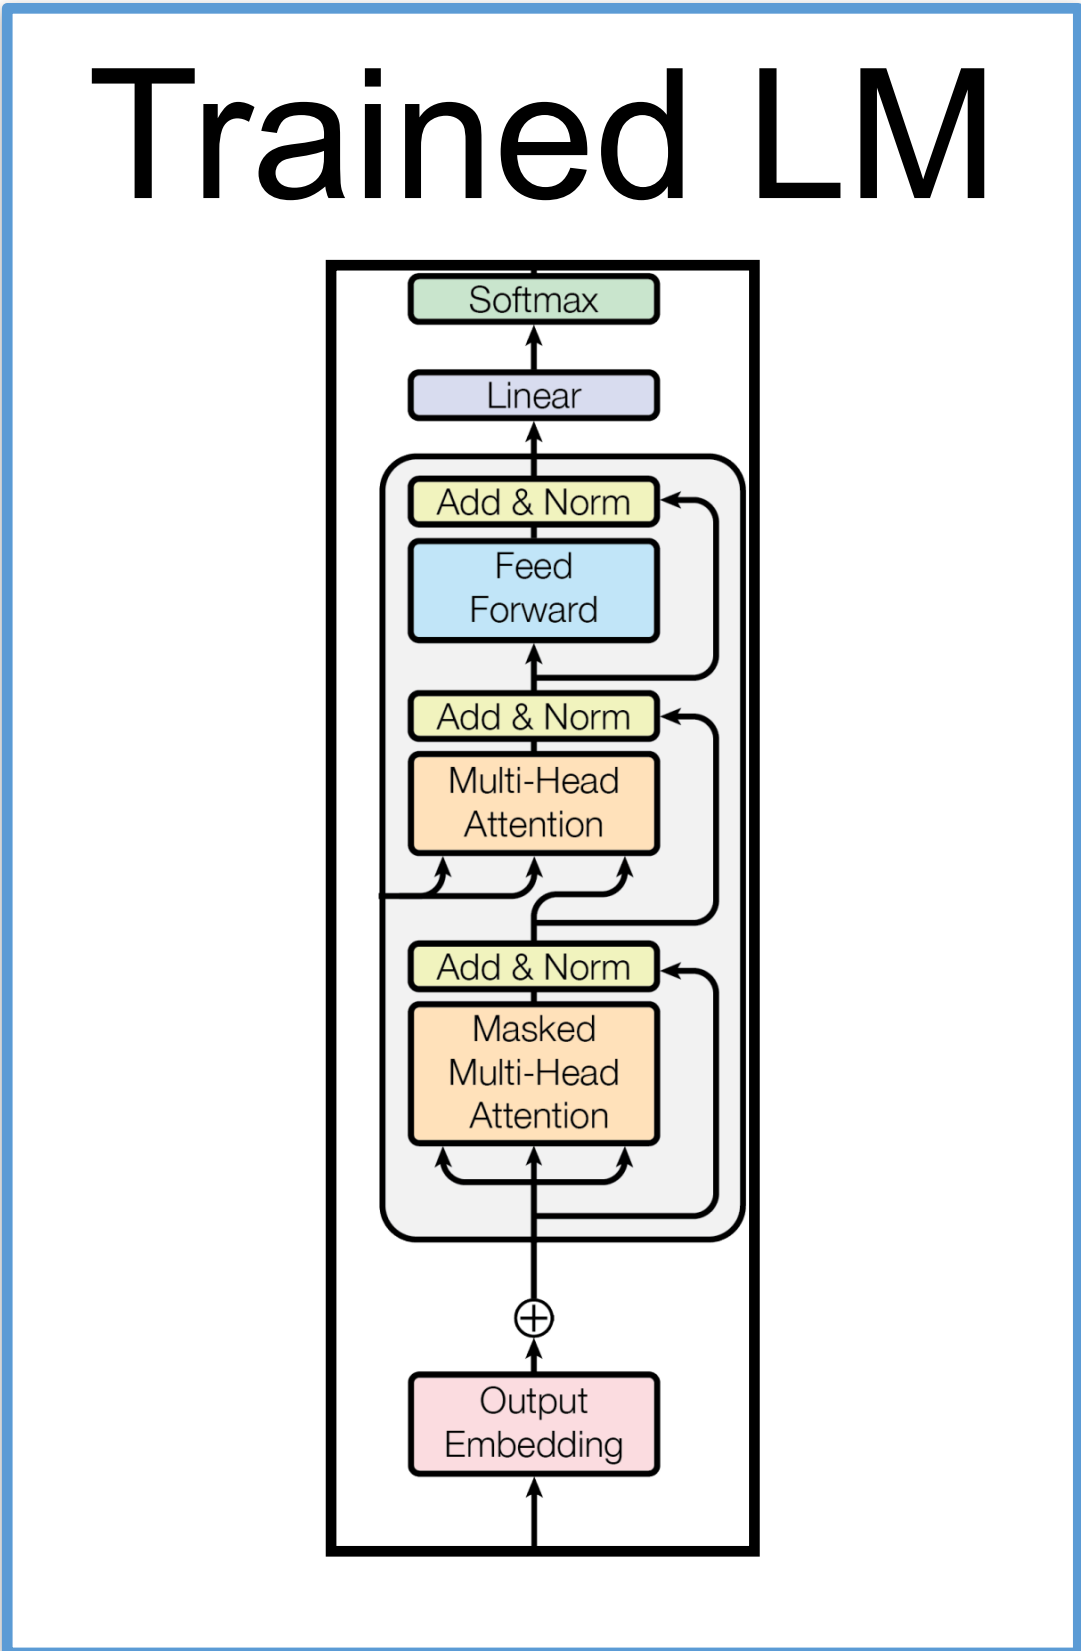 Trained LM
Softmax
Linear
Add & Norm
Feed
Forward
Add & Norm
Multi-Head
Attention
Add & Norm
Masked
Multi-Head
Attention
Output
Embedding